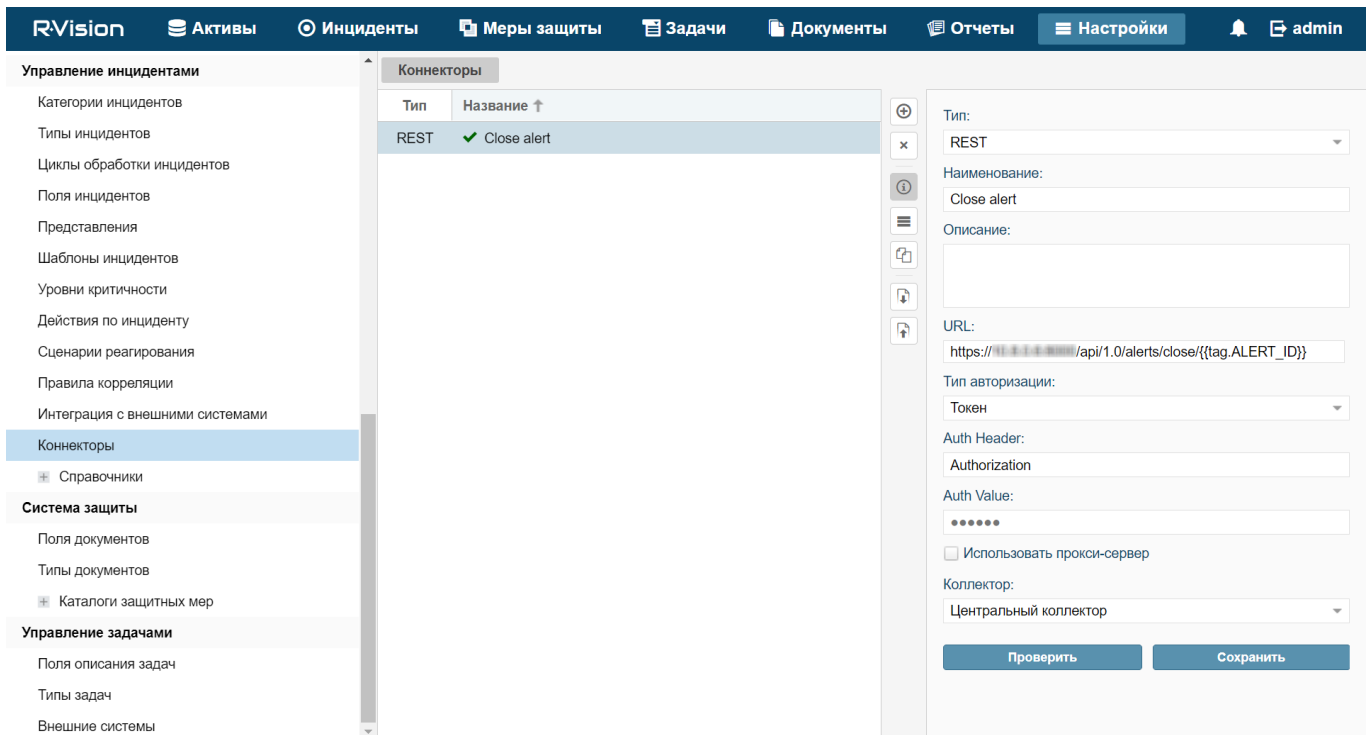 R·Vision Активы Инциденты Меры защиты Задачи Документы Отчеты Настройки admin
Управление инцидентами
Категории инцидентов
Типы инцидентов
Циклы обработки инцидентов
Поля инцидентов
Представления
Шаблоны инцидентов
Уровни критичности
Действия по инциденту
Сценарии реагирования
Правила корреляции
Интеграция с внешними системами
Коннекторы
Справочники
Система защиты
Поля документов
Типы документов
Каталоги защитных мер
Управление задачами
Поля описания задач
Типы задач
Внешние системы
Коннекторы
Тип Название
REST Close alert
Тип:
REST
Наименование:
Close alert
Описание:
URL:
https:// /api/1.0/alerts/close/{{tag.ALERT_ID}}
Тип авторизации:
Токен
Auth Header:
Authorization
Auth Value:
••••••
Использовать прокси-сервер
Коллектор:
Центральный коллектор
Проверить Сохранить